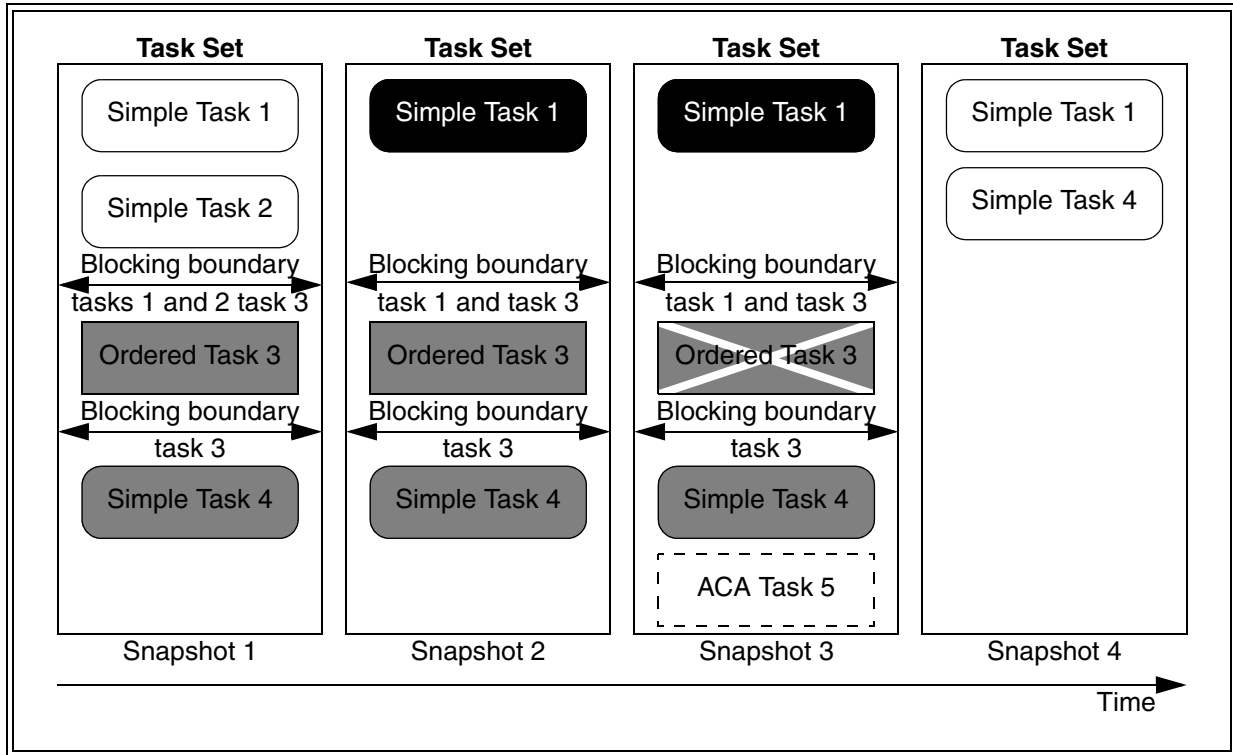 Task Set
Simple Task 1
Simple Task 2
Blocking boundary
tasks 1 and 2 task 3
Ordered Task 3
Blocking boundary
task 3
Simple Task 4
Snapshot 1
Task Set
Simple Task 1
Blocking boundary
task 1 and task 3
Ordered Task 3
Blocking boundary
task 3
Simple Task 4
Snapshot 2
Task Set
Simple Task 1
Blocking boundary
task 1 and task 3
Ordered Task 3
Blocking boundary
task 3
Simple Task 4
ACA Task 5
Snapshot 3
Task Set
Simple Task 1
Simple Task 4
Snapshot 4
Time